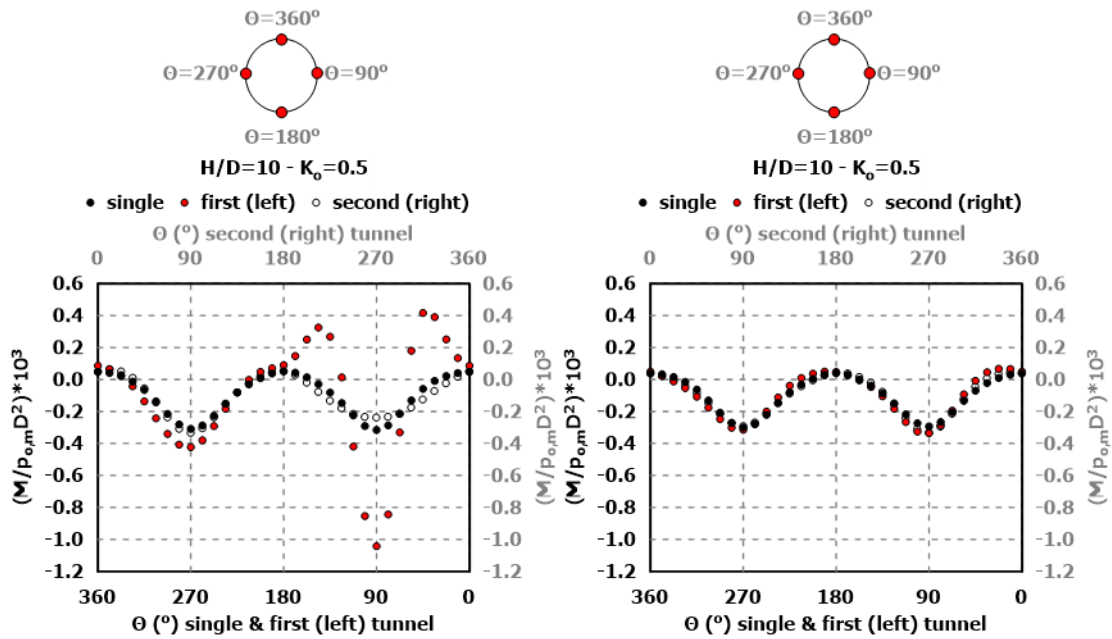 Θ=360°
Θ=270°
Θ=90°
Θ=180°
H/D=10 - Kₒ=0.5
single first (left) second (right)
Θ (°) second (right) tunnel
0 90 180 270 360
0.6 0.6
0.4 0.4
0.2 0.2
0.0 0.0
-0.2 -0.2
-0.4 -0.4
-0.6 -0.6
-0.8 -0.8
-1.0 -1.0
-1.2 -1.2
(M/pₒ,ₘD²)*10³
(M/pₒ,ₘD²)*10³
360 270 180 90 0
Θ (°) single & first (left) tunnel
Θ=360°
Θ=270°
Θ=90°
Θ=180°
H/D=10 - Kₒ=0.5
single first (left) second (right)
Θ (°) second (right) tunnel
0 90 180 270 360
0.6 0.6
0.4 0.4
0.2 0.2
0.0 0.0
-0.2 -0.2
-0.4 -0.4
-0.6 -0.6
-0.8 -0.8
-1.0 -1.0
-1.2 -1.2
(M/pₒ,ₘD²)*10³
(M/pₒ,ₘD²)*10³
360 270 180 90 0
Θ (°) single & first (left) tunnel